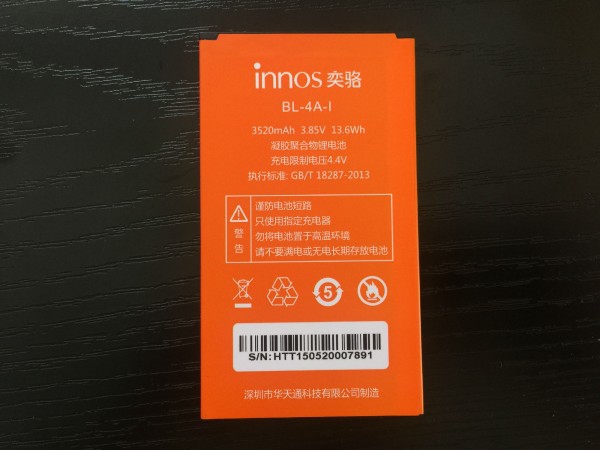 innos 奕骆
BL-4A-I
3520mAh 3.85V 13.6Wh
凝胶聚合物锂电池
充电限制电压4.4V
执行标准: GB/T 18287-2013
警告
谨防电池短路
只使用指定充电器
勿将电池置于高温环境
请不要满电或无电长期存放电池
5
S/N: HTT150520007891
深圳市华天通科技有限公司制造